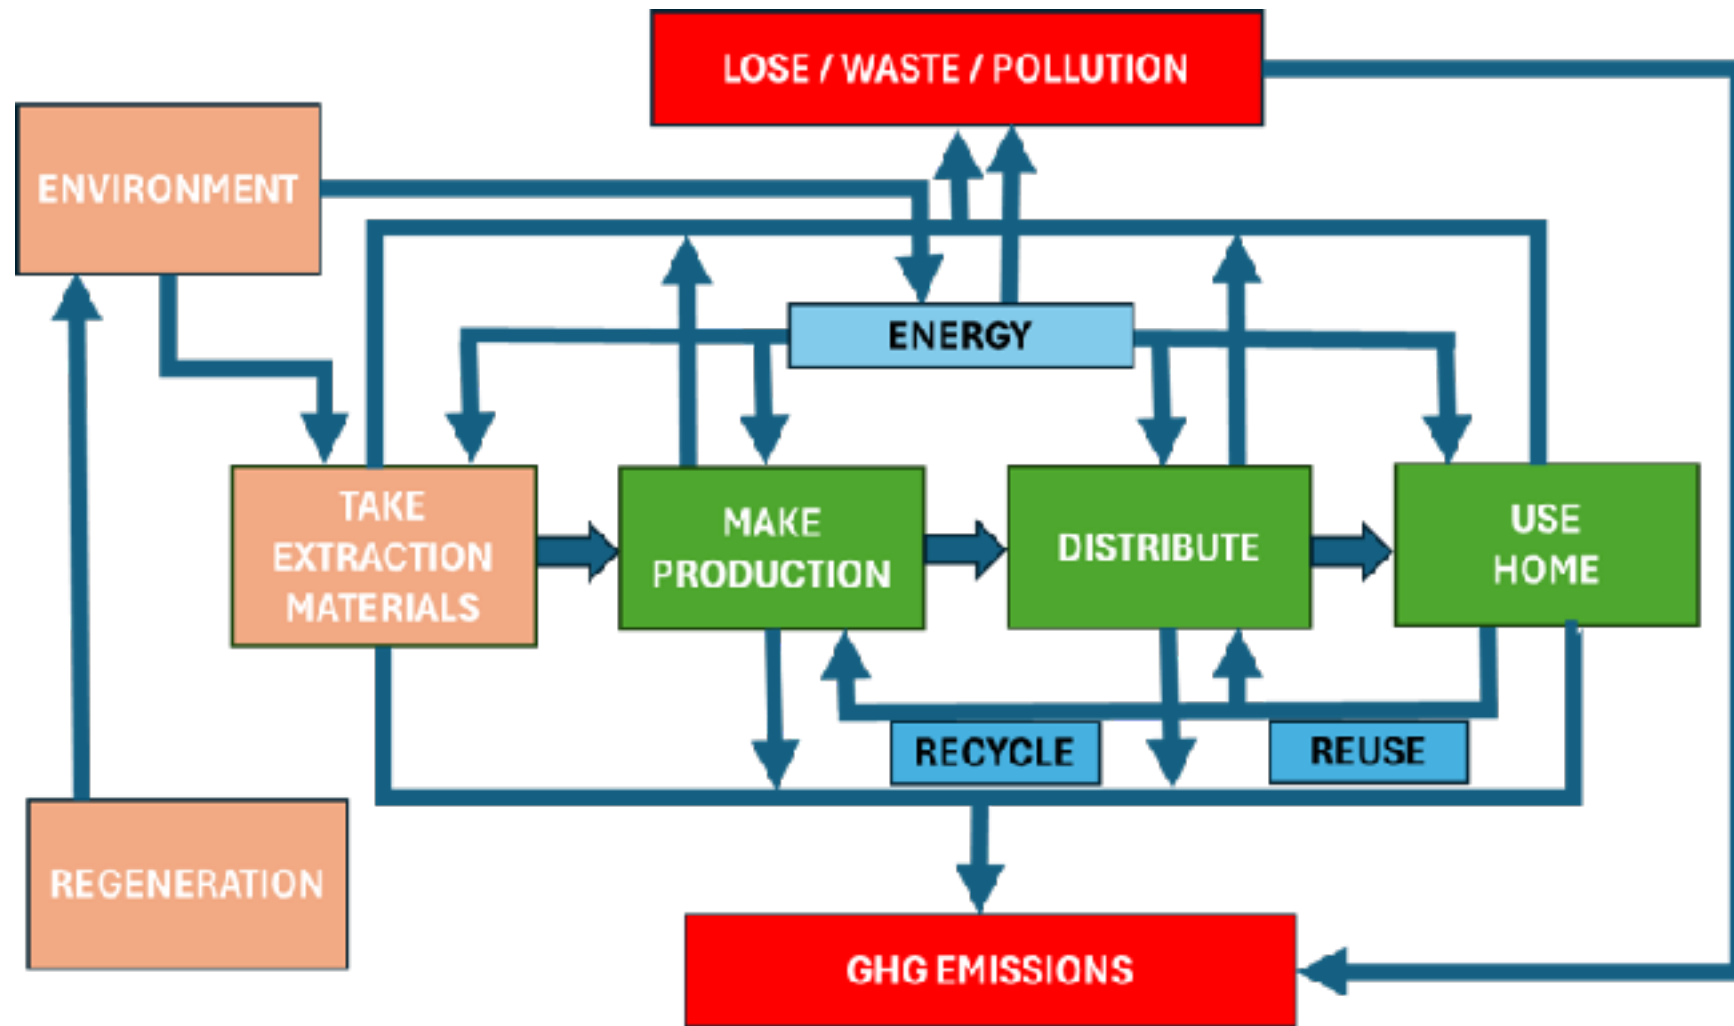 LOSE / WASTE / POLLUTION
ENVIRONMENT
ENERGY
TAKE
EXTRACTION
MATERIALS
MAKE
PRODUCTION
DISTRIBUTE
USE
HOME
RECYCLE
REUSE
REGENERATION
GHG EMISSIONS